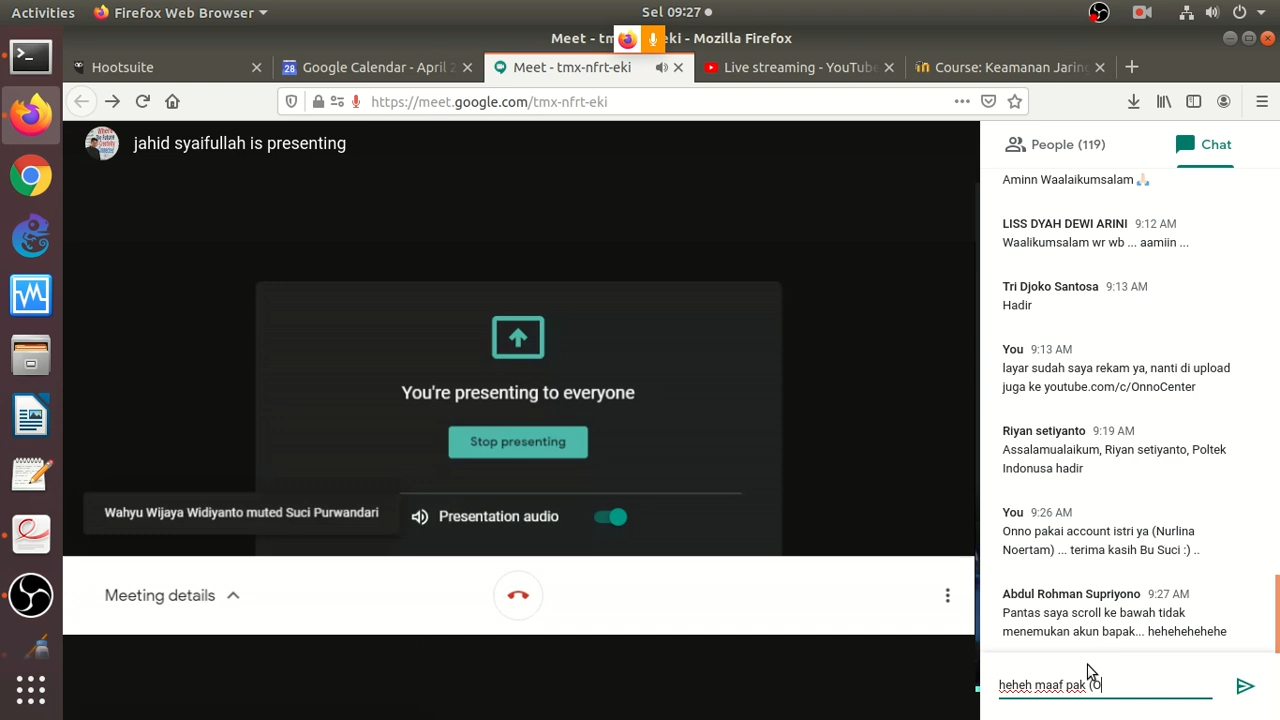 Activities Firefox Web Browser Sel 09:27
Meet - tm eki - Mozilla Firefox
Hootsuite
Google Calendar - April 2
Meet - tmx-nfrt-eki
Live streaming - YouTube
Course: Keamanan Jaring
https://meet.google.com/tmx-nfrt-eki
jahid syaifullah is presenting
People (119)
Chat
Aminn Waalaikumsalam 🙏🏻
LISS DYAH DEWI ARINI 9:12 AM
Waalikumsalam wr wb ... aamiin ...
Tri Djoko Santosa 9:13 AM
Hadir
You 9:13 AM
layar sudah saya rekam ya, nanti di upload
juga ke youtube.com/c/OnnoCenter
Riyan setiyanto 9:19 AM
Assalamualaikum, Riyan setiyanto, Poltek
Indonusa hadir
You 9:26 AM
Onno pakai account istri ya (Nurlina
Noertam) ... terima kasih Bu Suci :) ..
Abdul Rohman Supriyono 9:27 AM
Pantas saya scroll ke bawah tidak
menemukan akun bapak... hehehehehehe
heheh maaf pak (O
You're presenting to everyone
Stop presenting
Wahyu Wijaya Widiyanto muted Suci Purwandari
Presentation audio
Meeting details